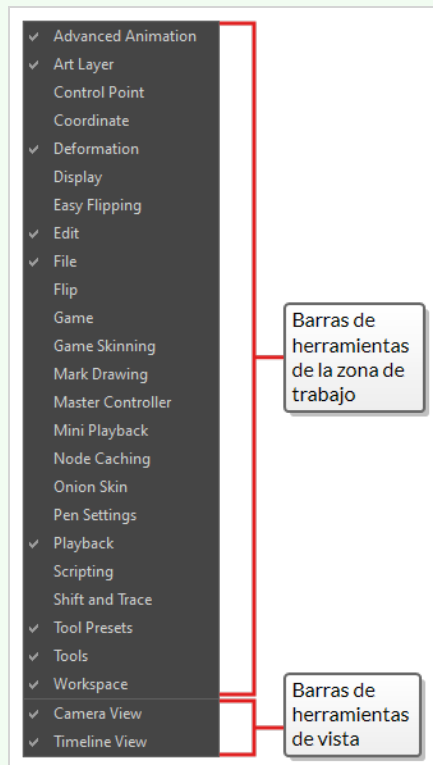 Advanced Animation
Art Layer
Control Point
Coordinate
Deformation
Display
Easy Flipping
Edit
File
Flip
Game
Game Skinning
Mark Drawing
Master Controller
Mini Playback
Node Caching
Onion Skin
Pen Settings
Playback
Scripting
Shift and Trace
Tool Presets
Tools
Workspace
Camera View
Timeline View
Barras de
herramientas
de la zona de
trabajo
Barras de
herramientas
de vista